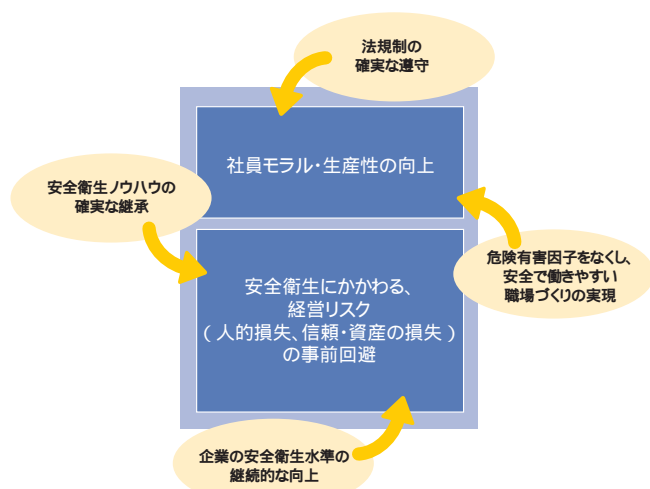 法規制の
確実な遵守
社員モラル・生産性の向上
安全衛生ノウハウの
確実な継承
危険有害因子をなくし、
安全で働きやすい
職場づくりの実現
安全衛生にかかわる、
経営リスク
(人的損失、信頼・資産の損失)
の事前回避
企業の安全衛生水準の
継続的な向上